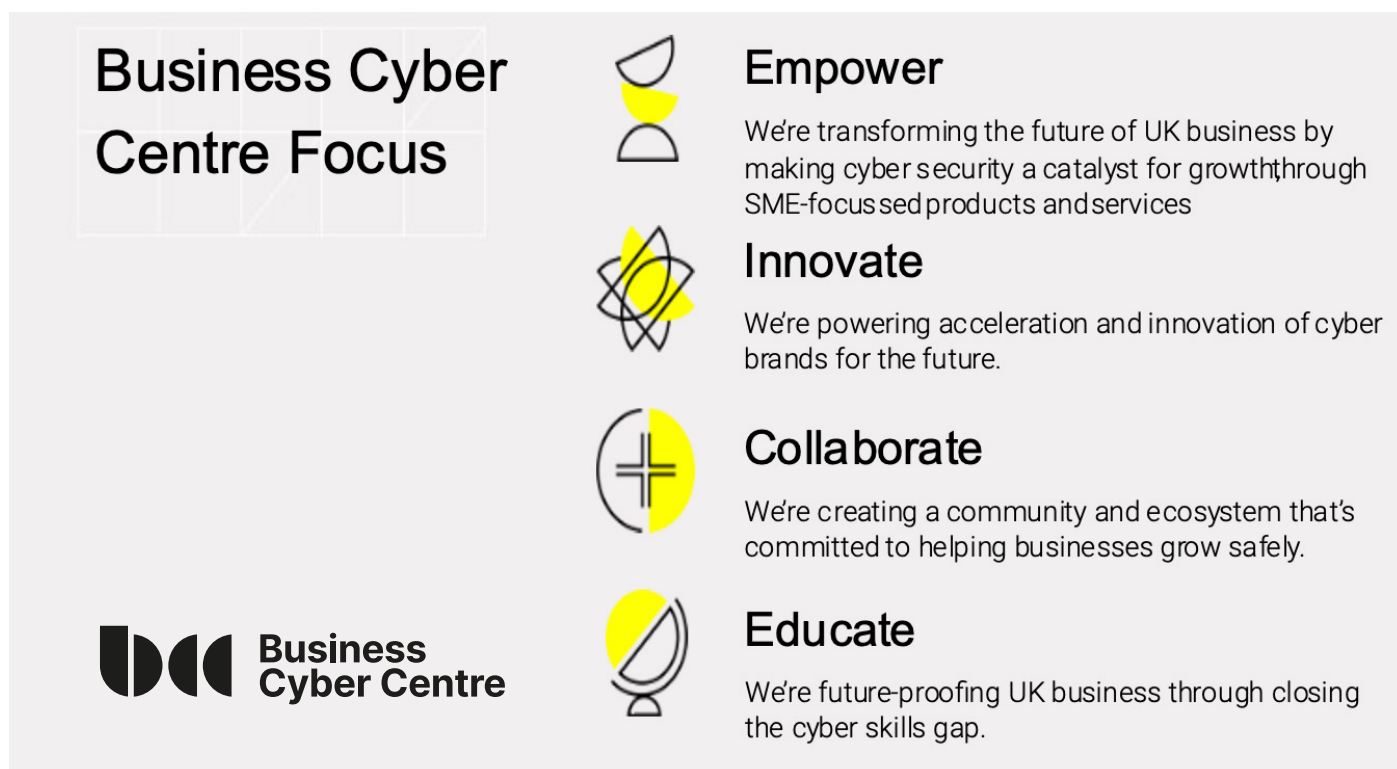 Business Cyber
Centre Focus
Empower
We're transforming the future of UK business by
making cyber security a catalyst for growth, through
SME-focussed products and services
Innovate
We're powering acceleration and innovation of cyber
brands for the future.
Collaborate
We're creating a community and ecosystem that's
committed to helping businesses grow safely.
Educate
We're future-proofing UK business through closing
the cyber skills gap.
bcc
Business
Cyber Centre